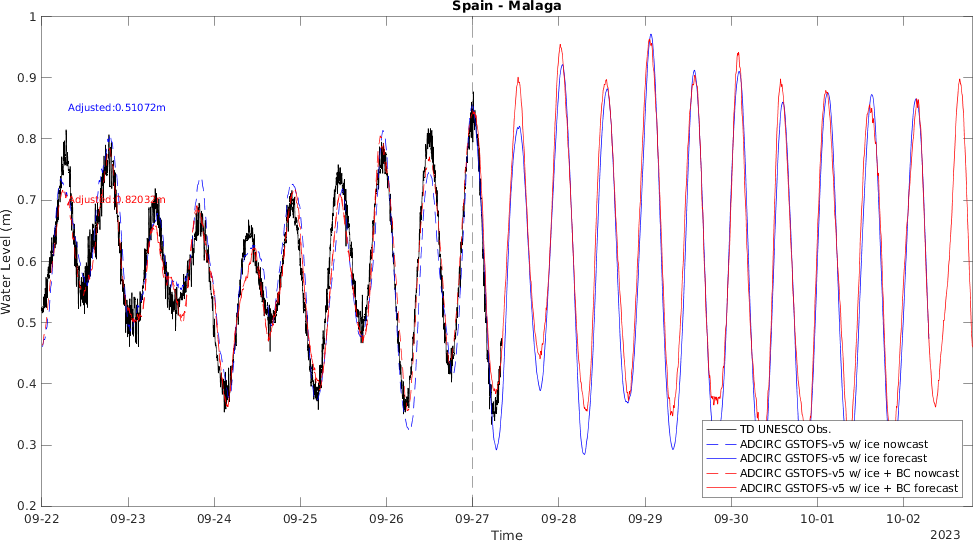 Spain - Malaga
1
0.9
0.8
0.7
0.6
0.5
0.4
0.3
0.2
Water Level (m)
Adjusted:0.51072m
Adjusted:0.82032m
TD UNESCO Obs.
ADCIRC GSTOFS-v5 w/ ice nowcast
ADCIRC GSTOFS-v5 w/ ice forecast
ADCIRC GSTOFS-v5 w/ ice + BC nowcast
ADCIRC GSTOFS-v5 w/ ice + BC forecast
09-22 09-23 09-24 09-25 09-26 09-27 09-28 09-29 09-30 10-01 10-02
Time
2023